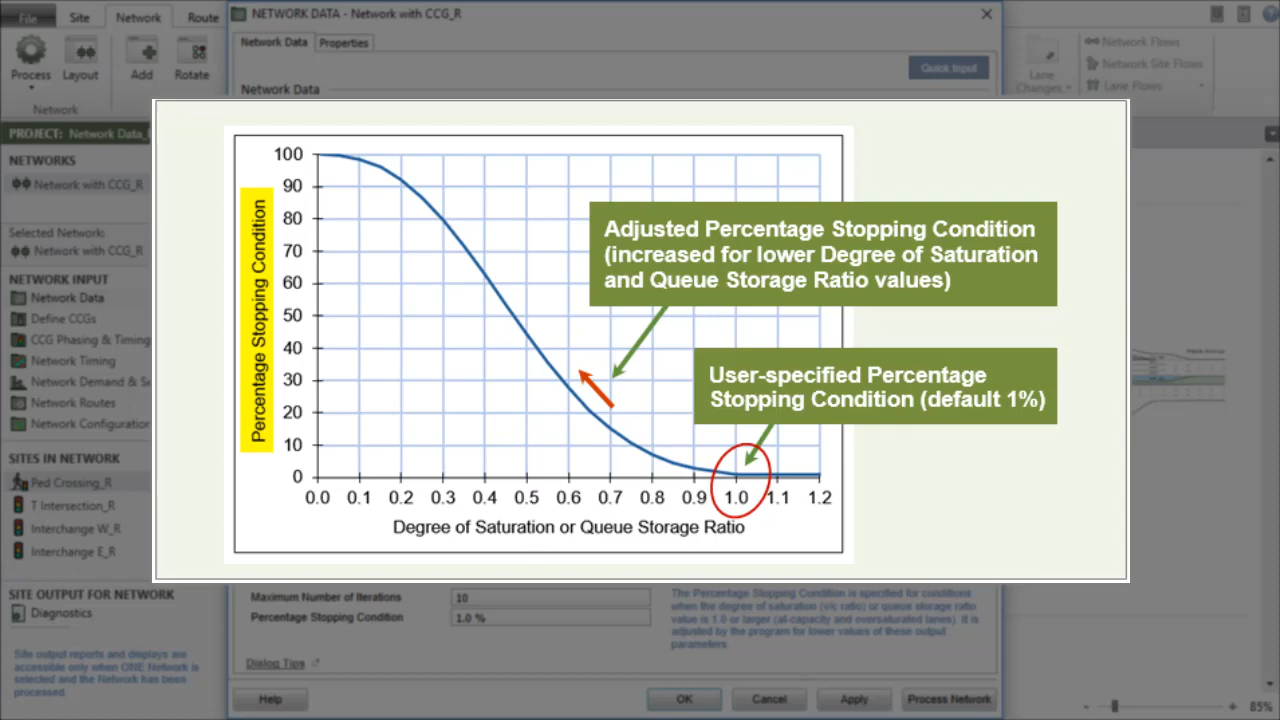 File Site Network Route
NETWORK DATA - Network with CCG_R
Network Data Properties
Quick Input
Network Data
Process Layout Add Rotate
Network
Lane
Changes
Network Flows
Network Site Flows
Lane Flows
PROJECT: Network Data_
NETWORKS
Network with CCG_R
Selected Network:
Network with CCG_R
NETWORK INPUT
Network Data
Define CCGs
CCG Phasing & Timing
Network Timing
Network Demand & Se
Network Routes
Network Configuration
SITES IN NETWORK
Ped Crossing_R
T Intersection_R
Interchange W_R
Interchange E_R
SITE OUTPUT FOR NETWORK
Diagnostics
Site output reports and displays are
accessible only when ONE Network is
selected and the Network has been
processed.
Percentage Stopping Condition
100
90
80
70
60
50
40
30
20
10
0
0.0 0.1 0.2 0.3 0.4 0.5 0.6 0.7 0.8 0.9 1.0 1.1 1.2
Degree of Saturation or Queue Storage Ratio
Adjusted Percentage Stopping Condition
(increased for lower Degree of Saturation
and Queue Storage Ratio values)
User-specified Percentage
Stopping Condition (default 1%)
Maximum Number of Iterations 10
Percentage Stopping Condition 1.0 %
The Percentage Stopping Condition is specified for conditions
when the degree of saturation (v/c ratio) or queue storage ratio
value is 1.0 or larger (at-capacity and oversaturated lanes). It is
adjusted by the program for lower values of these output
parameters.
Dialog Tips
Help OK Cancel Apply Process Network
85%